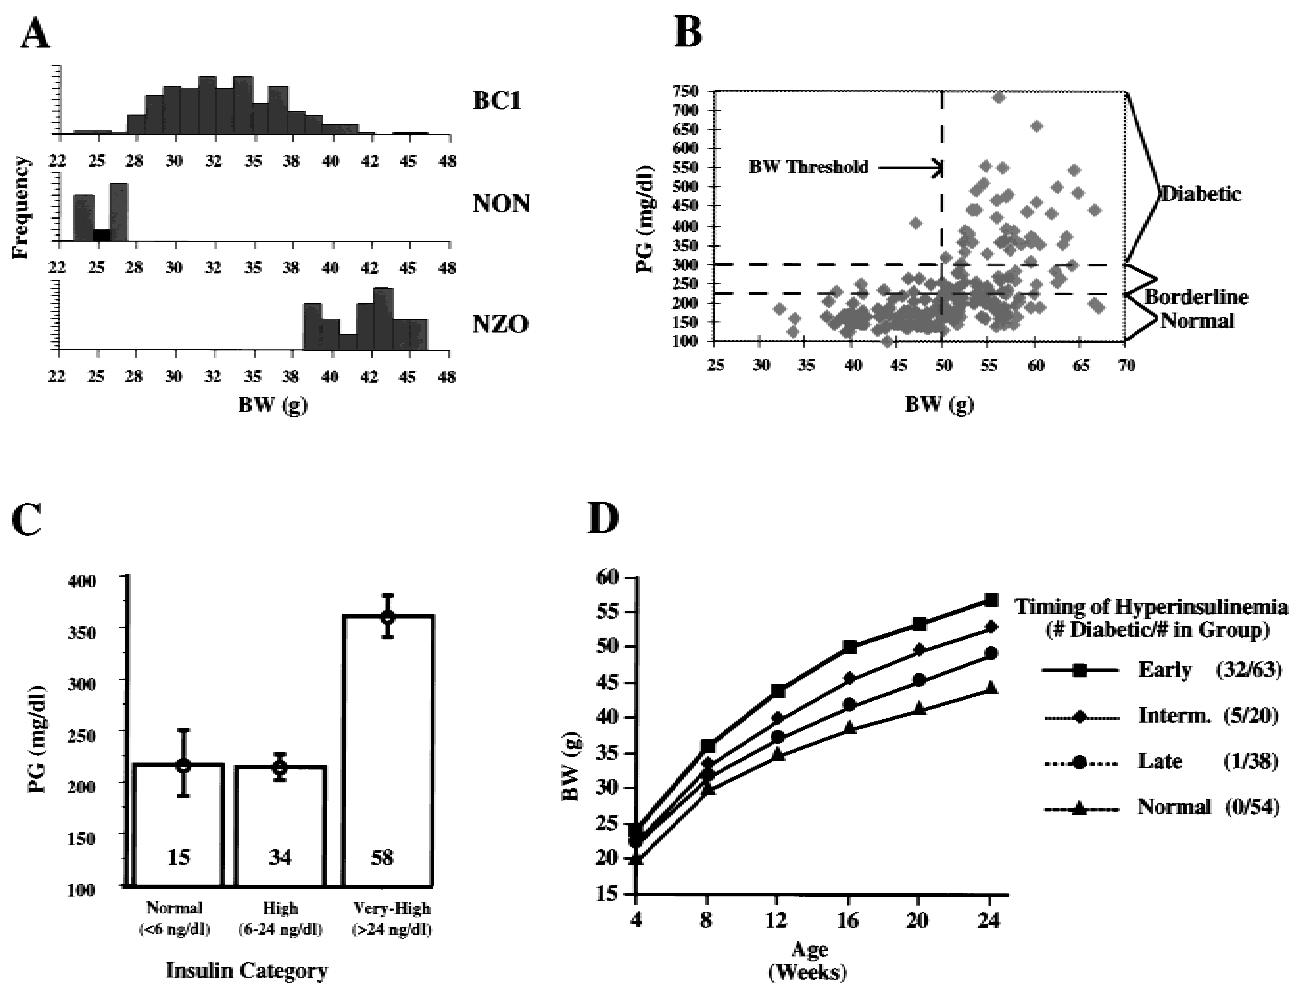 A
BC1
22 25 28 30 32 35 38 40 42 45 48
NON
22 25 28 30 32 35 38 40 42 45 48
NZO
22 25 28 30 32 35 38 40 42 45 48
Frequency
BW (g)
B
750
700
650
600
550
500
450
400
350
300
250
200
150
100
PG (mg/dl)
BW Threshold
Diabetic
Borderline
Normal
25 30 35 40 45 50 55 60 65 70
BW (g)
C
400
350
300
250
200
150
100
PG (mg/dl)
15 34 58
Normal High Very-High
(<6 ng/dl) (6-24 ng/dl) (>24 ng/dl)
Insulin Category
D
60
55
50
45
40
35
30
25
20
15
BW (g)
4 8 12 16 20 24
Age
(Weeks)
Timing of Hyperinsulinemia
(# Diabetic/# in Group)
Early (32/63)
Interm. (5/20)
Late (1/38)
Normal (0/54)